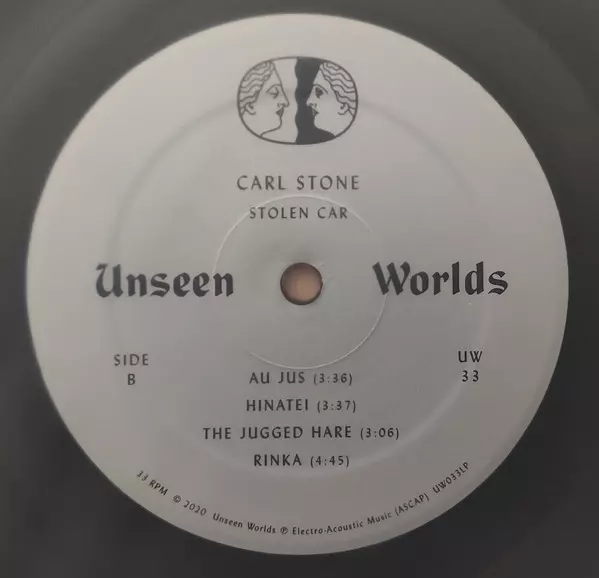 CARL STONE
STOLEN CAR
Unseen Worlds
SIDE B
UW 33
AU JUS (3:36)
HINATEI (3:37)
THE JUGGED HARE (3:06)
RINKA (4:45)
33 RPM © 2020 Unseen Worlds ℗ Electro-Acoustic Music (ASCAP) UW033LP